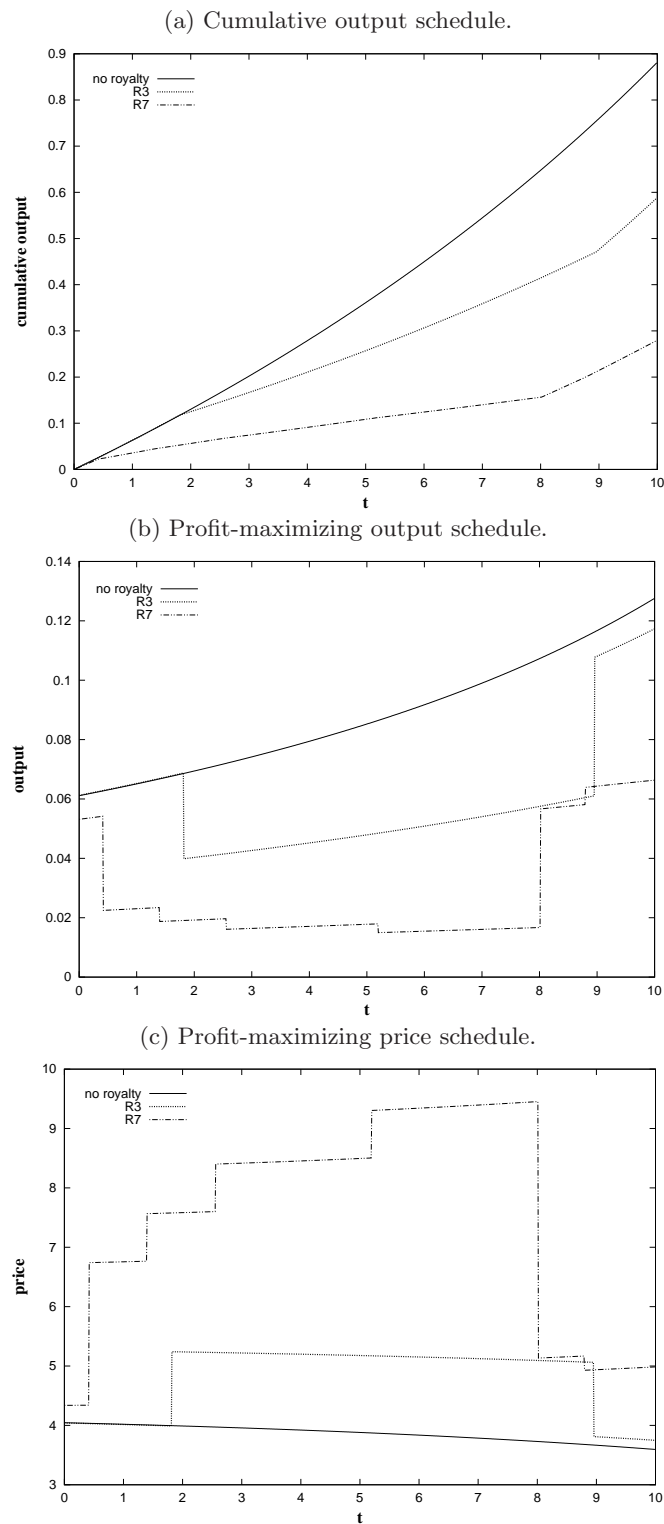 (a) Cumulative output schedule.
0.9
0.8
0.7
0.6
0.5
0.4
0.3
0.2
0.1
0
cumulative output
no royalty
R3
R7
0 1 2 3 4 5 6 7 8 9 10
t
(b) Profit-maximizing output schedule.
0.14
0.12
0.1
0.08
0.06
0.04
0.02
0
output
no royalty
R3
R7
0 1 2 3 4 5 6 7 8 9 10
t
(c) Profit-maximizing price schedule.
10
9
8
7
6
5
4
3
price
no royalty
R3
R7
0 1 2 3 4 5 6 7 8 9 10
t